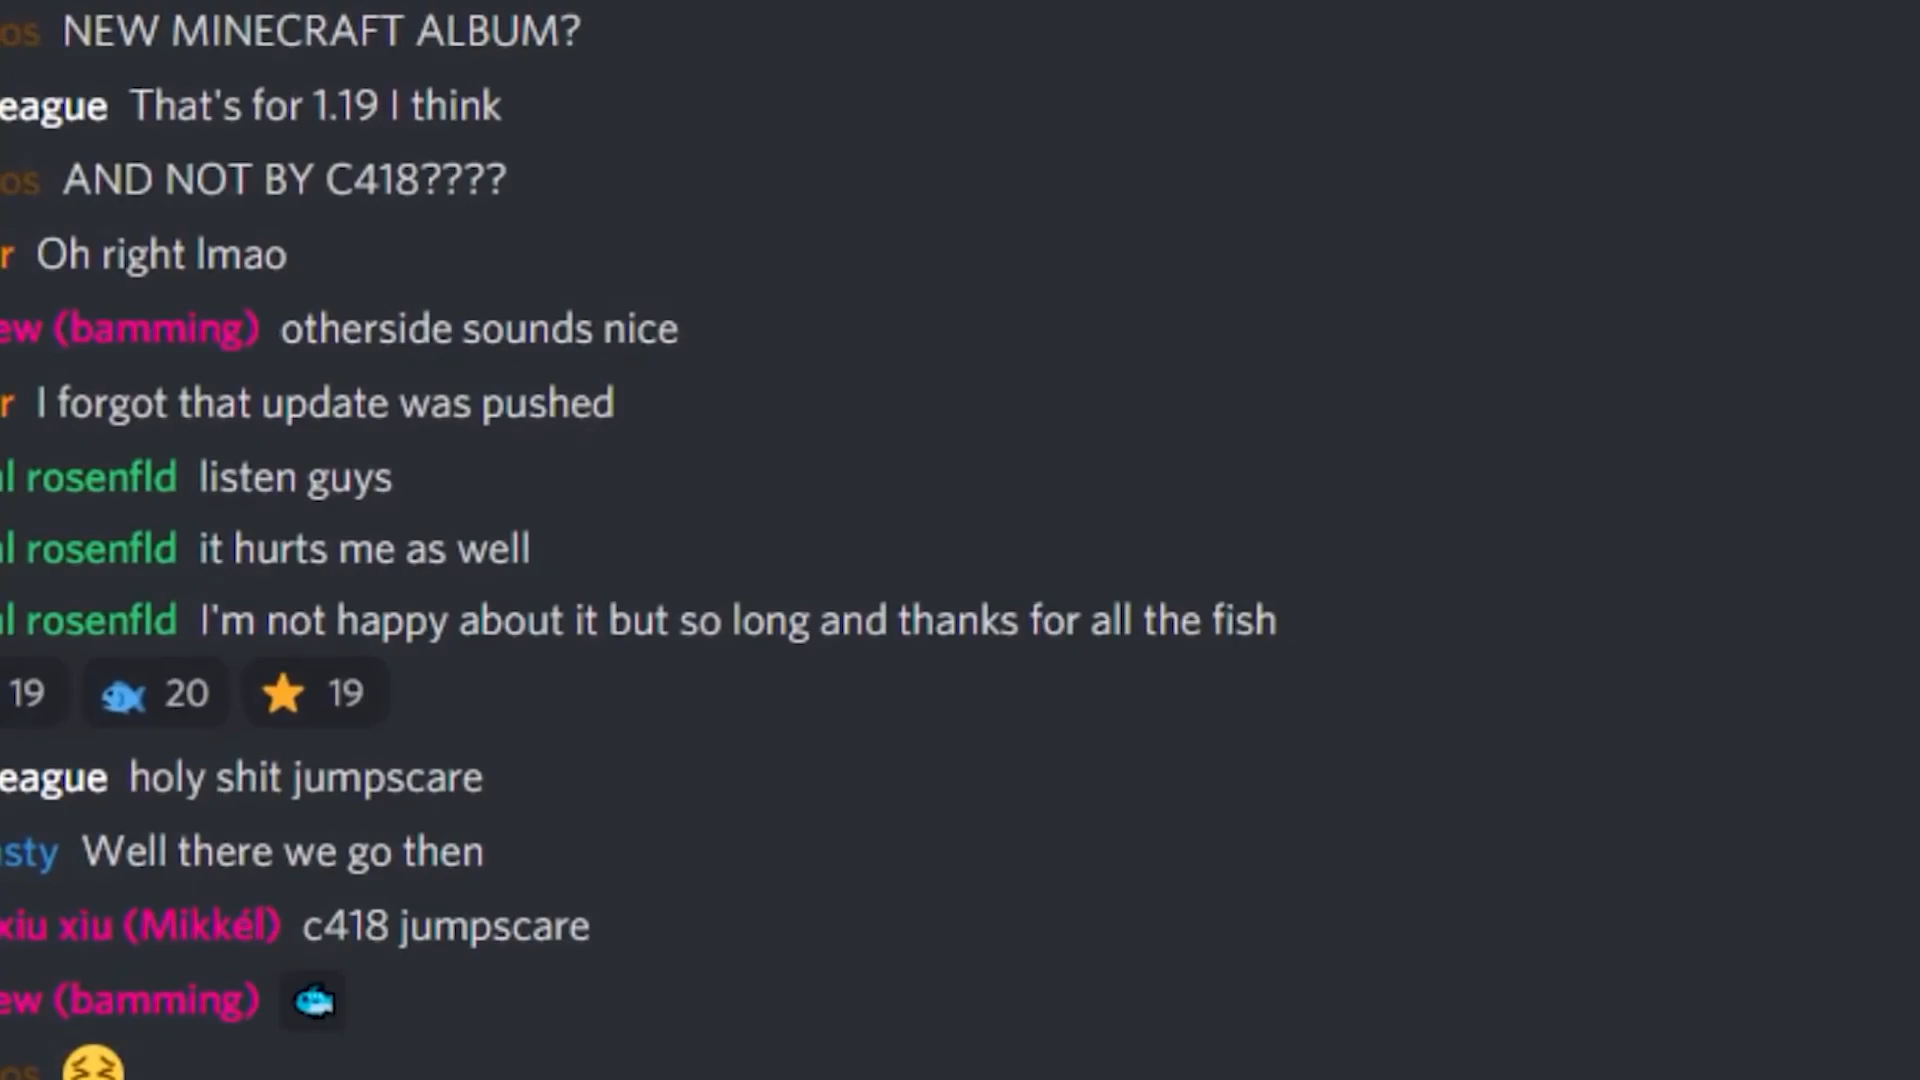 os NEW MINECRAFT ALBUM?
eague That's for 1.19 I think
os AND NOT BY C418????
r Oh right lmao
ew (bamming) otherside sounds nice
r I forgot that update was pushed
l rosenfld listen guys
l rosenfld it hurts me as well
l rosenfld I'm not happy about it but so long and thanks for all the fish
19 20 19
eague holy shit jumpscare
sty Well there we go then
xiu xiu (Mikkél) c418 jumpscare
ew (bamming)
os